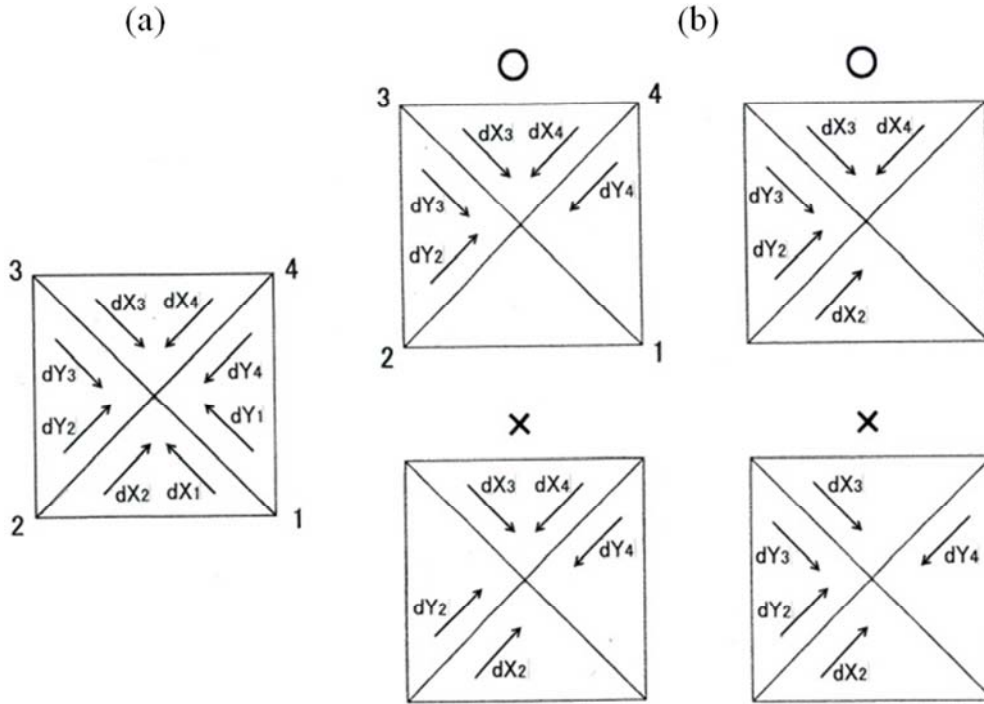 (a)
(b)
○ ○
3 4
dX3 dX4 dX3 dX4
dY3 dY4 dY3
dY2 dY2
dX2
2 1
3 4
dX3 dX4
dY3 dY4
dY2 dY1
dX2 dX1
2 1
× ×
dX3 dX4 dX3
dY4 dY3 dY4
dY2 dY2
dX2 dX2